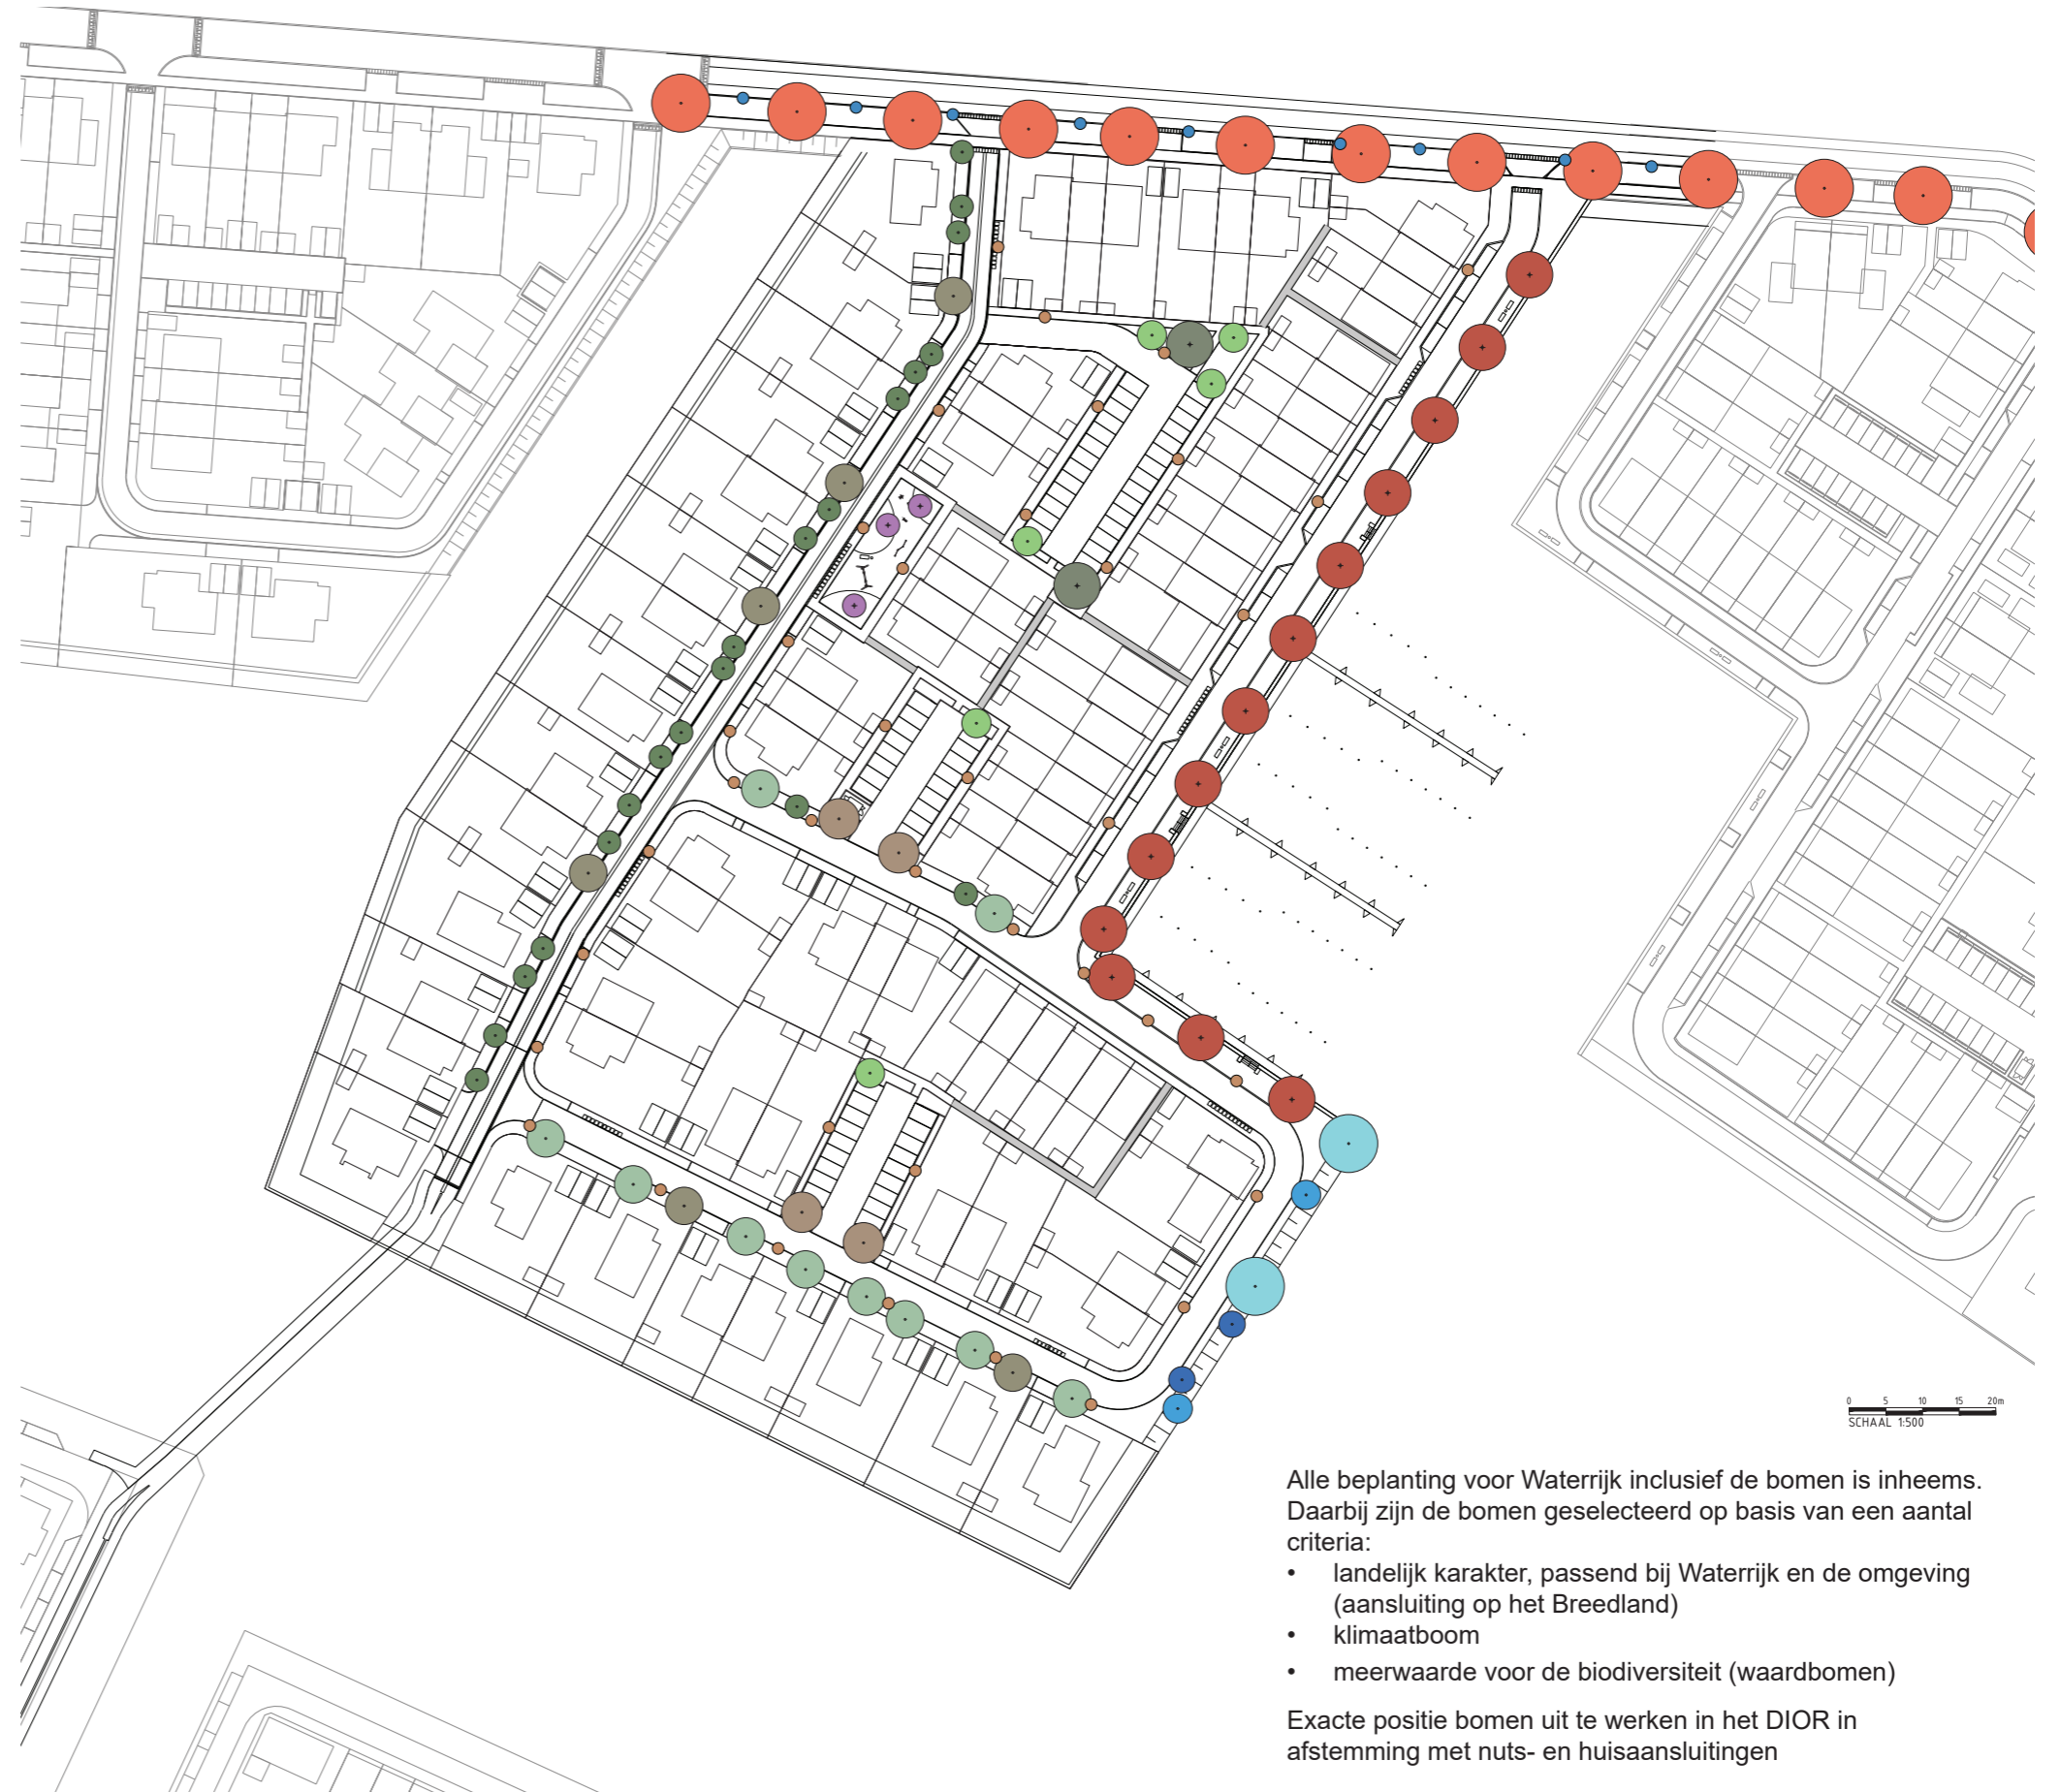 0 5 10 15 20m
SCHAAL 1:500
Alle beplanting voor Waterrijk inclusief de bomen is inheems.
Daarbij zijn de bomen geselecteerd op basis van een aantal
criteria:
• landelijk karakter, passend bij Waterrijk en de omgeving
(aansluiting op het Breedland)
• klimaatboom
• meerwaarde voor de biodiversiteit (waardbomen)
Exacte positie bomen uit te werken in het DIOR in
afstemming met nuts- en huisaansluitingen